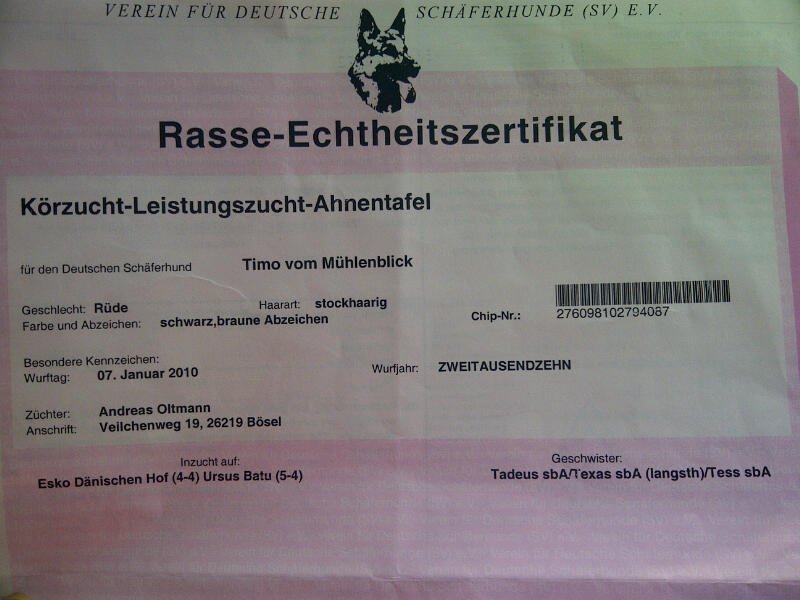 VEREIN FÜR DEUTSCHE SCHÄFERHUNDE (SV) E.V.
Rasse-Echtheitszertifikat
Körzucht-Leistungszucht-Ahnentafel
für den Deutschen Schäferhund Timo vom Mühlenblick
Geschlecht: Rüde Haarart: stockhaarig
Farbe und Abzeichen: schwarz,braune Abzeichen
Chip-Nr.: 276098102794087
Besondere Kennzeichen:
Wurftag: 07. Januar 2010 Wurfjahr: ZWEITAUSENDZEHN
Züchter: Andreas Oltmann
Anschrift: Veilchenweg 19, 26219 Bösel
Inzucht auf: Geschwister:
Esko Dänischen Hof (4-4) Ursus Batu (5-4) Tadeus sbA/Texas sbA (langsth)/Tess sbA